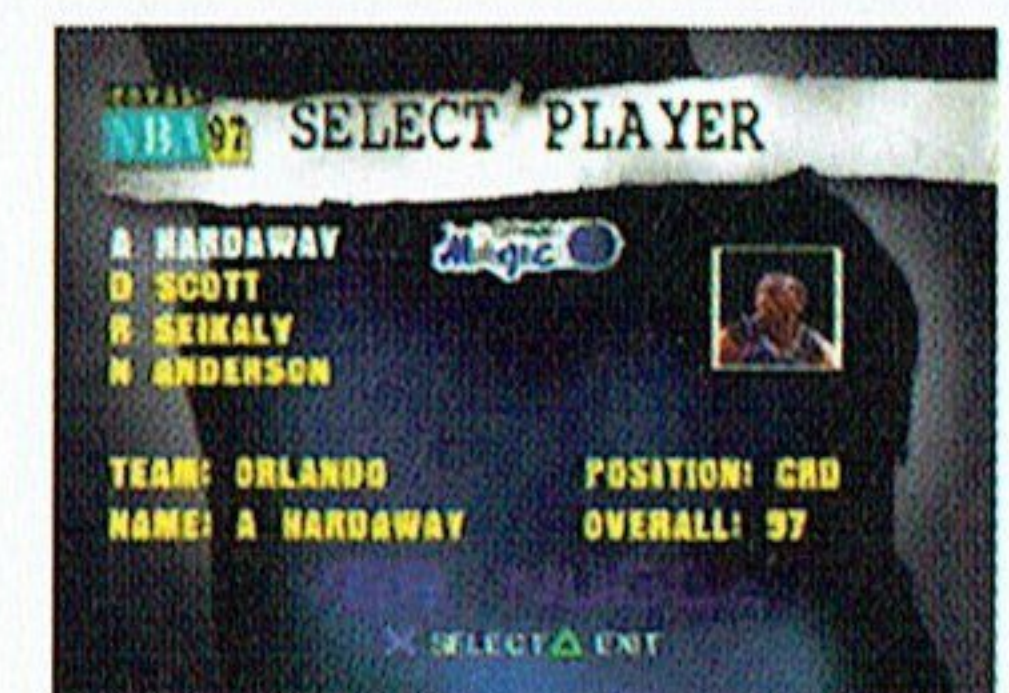 TOTAL
NBA 97
SELECT PLAYER
A HARDAWAY
Magic
D SCOTT
R SEIKALY
N ANDERSON
TEAM: ORLANDO
POSITION: GRD
NAME: A HARDAWAY
OVERALL: 97
SELECT EXIT